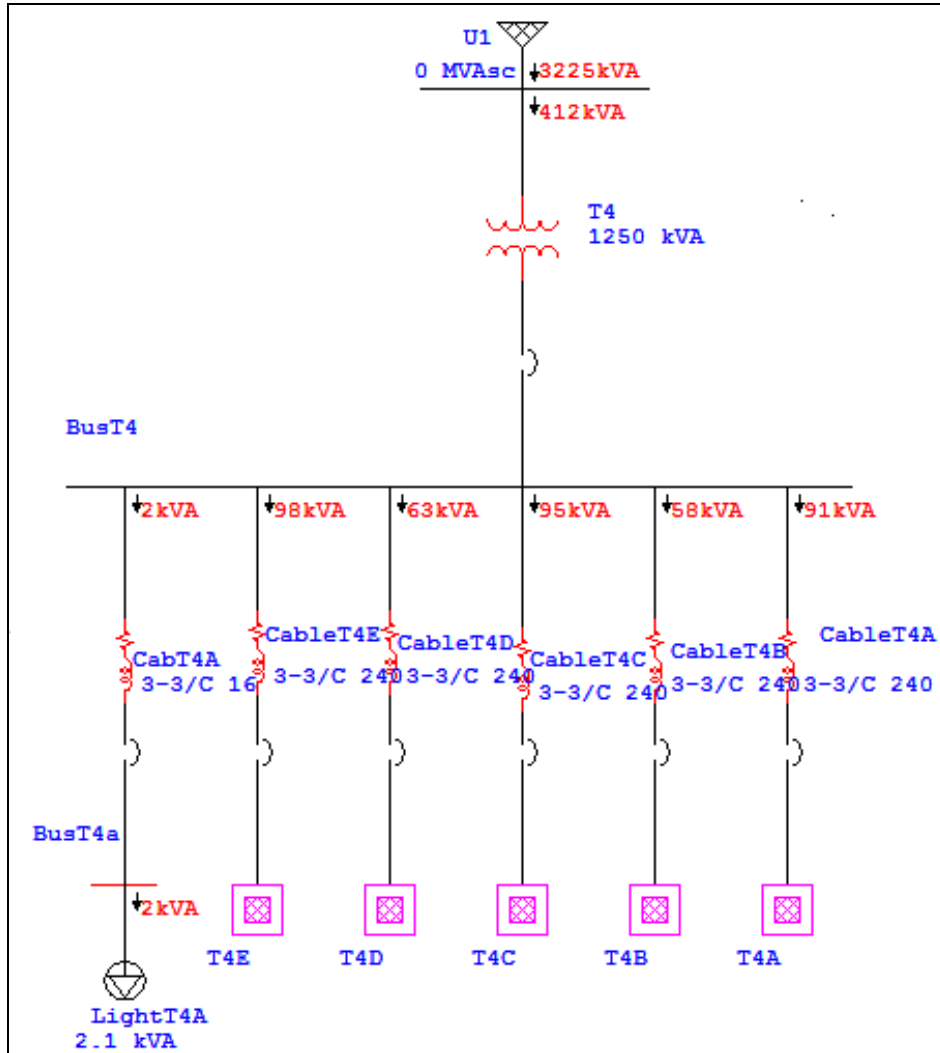 U1
0 MVAsc 3225kVA
412kVA
T4
1250 kVA
BusT4
2kVA 98kVA 63kVA 95kVA 58kVA 91kVA
CabT4A CableT4E CableT4D CableT4C CableT4B CableT4A
3-3/C 16 3-3/C 240 3-3/C 240 3-3/C 240 3-3/C 240 3-3/C 240
BusT4a
2kVA
T4E T4D T4C T4B T4A
LightT4A
2.1 kVA